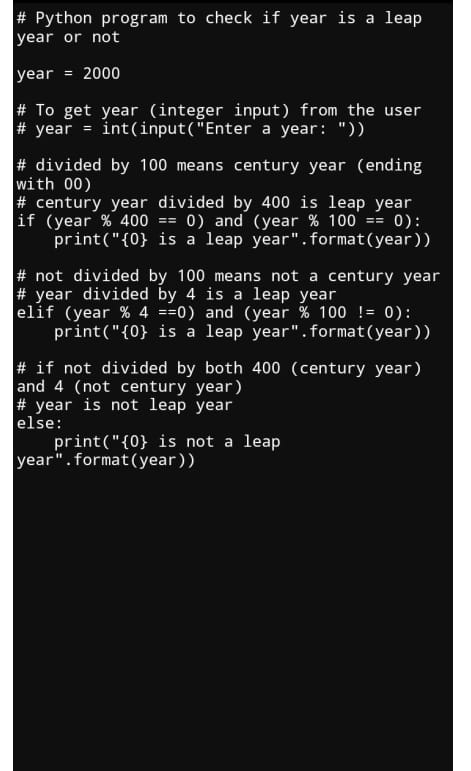 # Python program to check if year is a leap
year or not
year = 2000
# To get year (integer input) from the user
# year = int(input("Enter a year: "))
# divided by 100 means century year (ending
with 00)
# century year divided by 400 is leap year
if (year % 400 == 0) and (year % 100 == 0):
    print("{0} is a leap year".format(year))
# not divided by 100 means not a century year
# year divided by 4 is a leap year
elif (year % 4 ==0) and (year % 100 != 0):
    print("{0} is a leap year".format(year))
# if not divided by both 400 (century year)
and 4 (not century year)
# year is not leap year
else:
    print("{0} is not a leap
year".format(year))